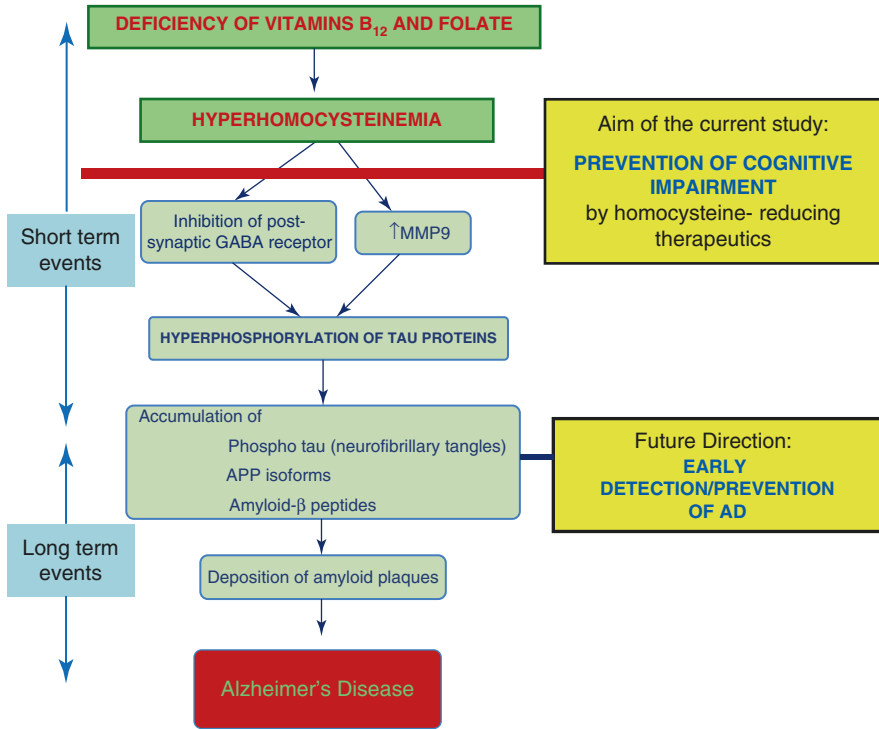 DEFICIENCY OF VITAMINS B12 AND FOLATE
HYPERHOMOCYSTEINEMIA
Aim of the current study:
PREVENTION OF COGNITIVE
IMPAIRMENT
by homocysteine- reducing
therapeutics
Short term
events
Inhibition of post-
synaptic GABA receptor
↑MMP9
HYPERPHOSPHORYLATION OF TAU PROTEINS
Accumulation of
Phospho tau (neurofibrillary tangles)
APP isoforms
Amyloid-β peptides
Future Direction:
EARLY
DETECTION/PREVENTION
OF AD
Long term
events
Deposition of amyloid plaques
Alzheimer's Disease